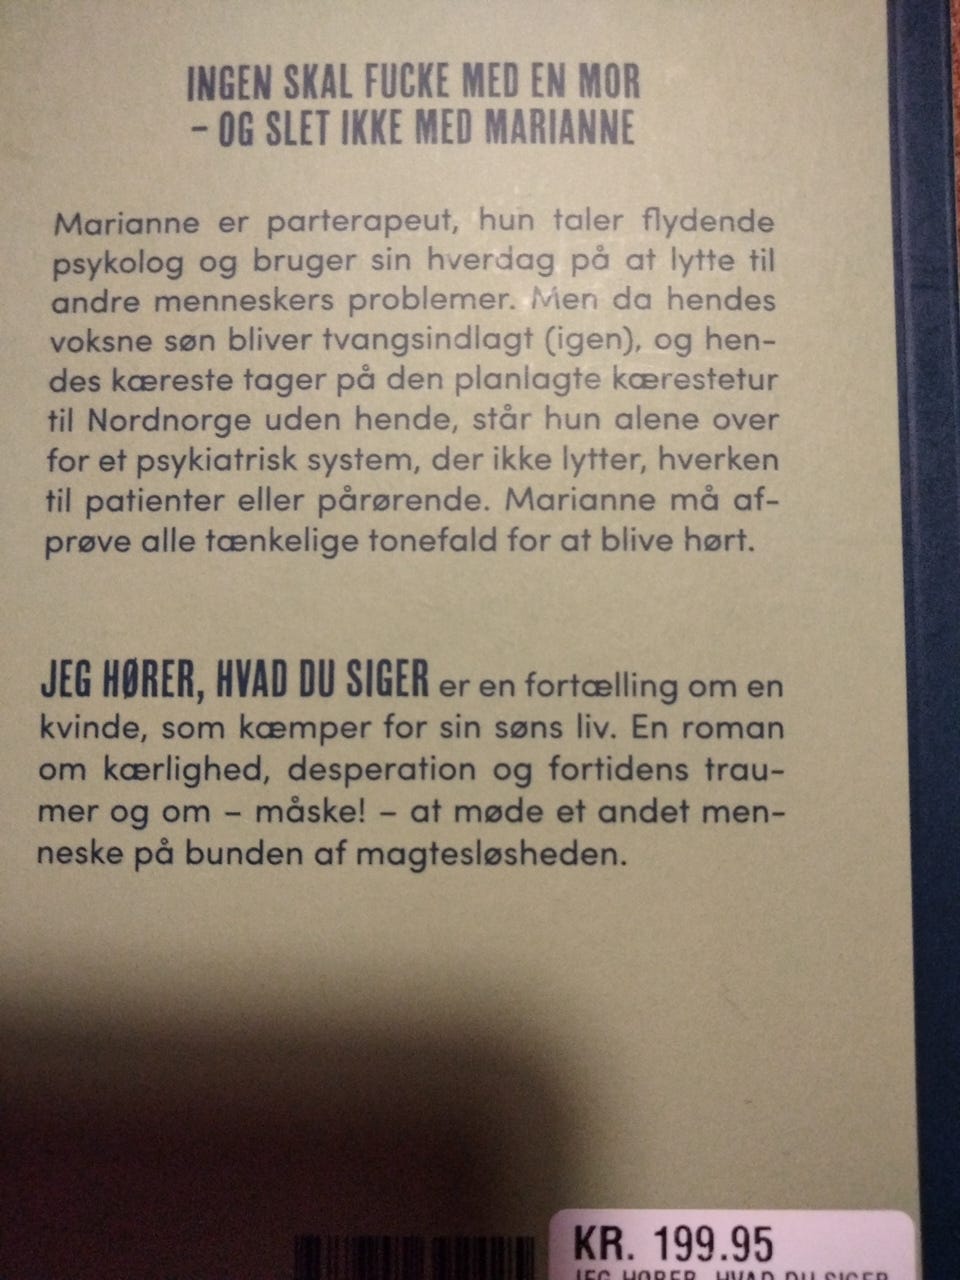 INGEN SKAL FUCKE MED EN MOR
– OG SLET IKKE MED MARIANNE
Marianne er parterapeut, hun taler flydende
psykolog og bruger sin hverdag på at lytte til
andre menneskers problemer. Men da hendes
voksne søn bliver tvangsindlagt (igen), og hen-
des kæreste tager på den planlagte kærestetur
til Nordnorge uden hende, står hun alene over
for et psykiatrisk system, der ikke lytter, hverken
til patienter eller pårørende. Marianne må af-
prøve alle tænkelige tonefald for at blive hørt.
JEG HØRER, HVAD DU SIGER er en fortælling om en
kvinde, som kæmper for sin søns liv. En roman
om kærlighed, desperation og fortidens trau-
mer og om – måske! – at møde et andet men-
neske på bunden af magtesløsheden.
KR. 199.95
JEG HØRER, HVAD DU SIGER